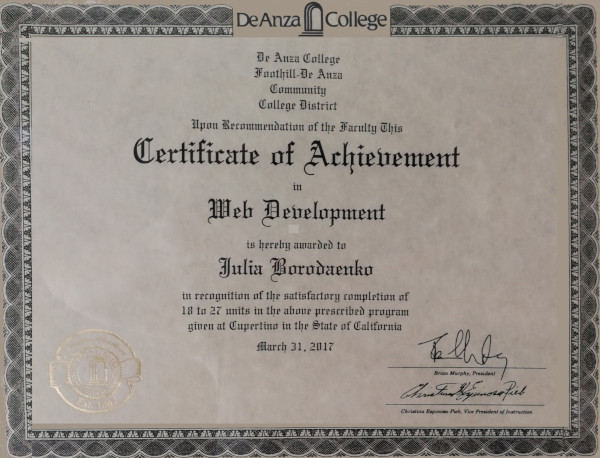 De Anza College
De Anza College
Foothill-De Anza
Community
College District
Upon Recommendation of the Faculty This
Certificate of Achievement
in
Web Development
is hereby awarded to
Julia Borodaenko
in recognition of the satisfactory completion of
18 to 27 units in the above prescribed program
given at Cupertino in the State of California
March 31, 2017
Brian Murphy, President
Christina Espinosa-Pieb, Vice President of Instruction